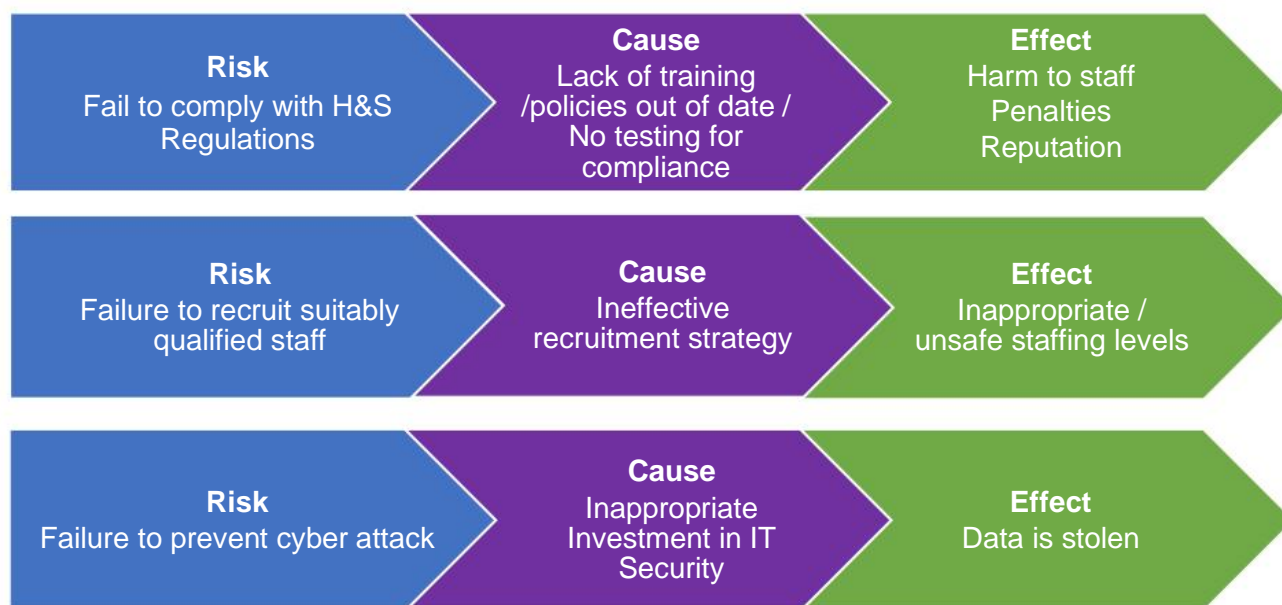 Risk
Fail to comply with H&S
Regulations
Cause
Lack of training
/policies out of date /
No testing for
compliance
Effect
Harm to staff
Penalties
Reputation
Risk
Failure to recruit suitably
qualified staff
Cause
Ineffective
recruitment strategy
Effect
Inappropriate /
unsafe staffing levels
Risk
Failure to prevent cyber attack
Cause
Inappropriate
Investment in IT
Security
Effect
Data is stolen